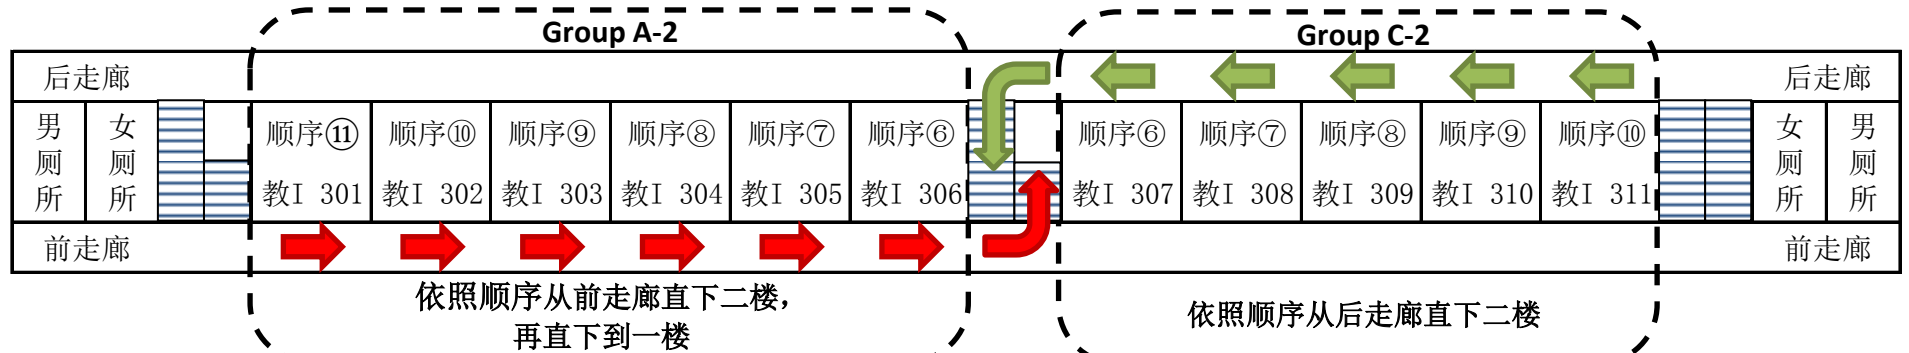 Group A-2
Group C-2
后走廊
后走廊
男厕所
女厕所
顺序⑪
顺序⑩
顺序⑨
顺序⑧
顺序⑦
顺序⑥
顺序⑥
顺序⑦
顺序⑧
顺序⑨
顺序⑩
女厕所
男厕所
教I 301
教I 302
教I 303
教I 304
教I 305
教I 306
教I 307
教I 308
教I 309
教I 310
教I 311
前走廊
前走廊
依照顺序从前走廊直下二楼，
再直下到一楼
依照顺序从后走廊直下二楼